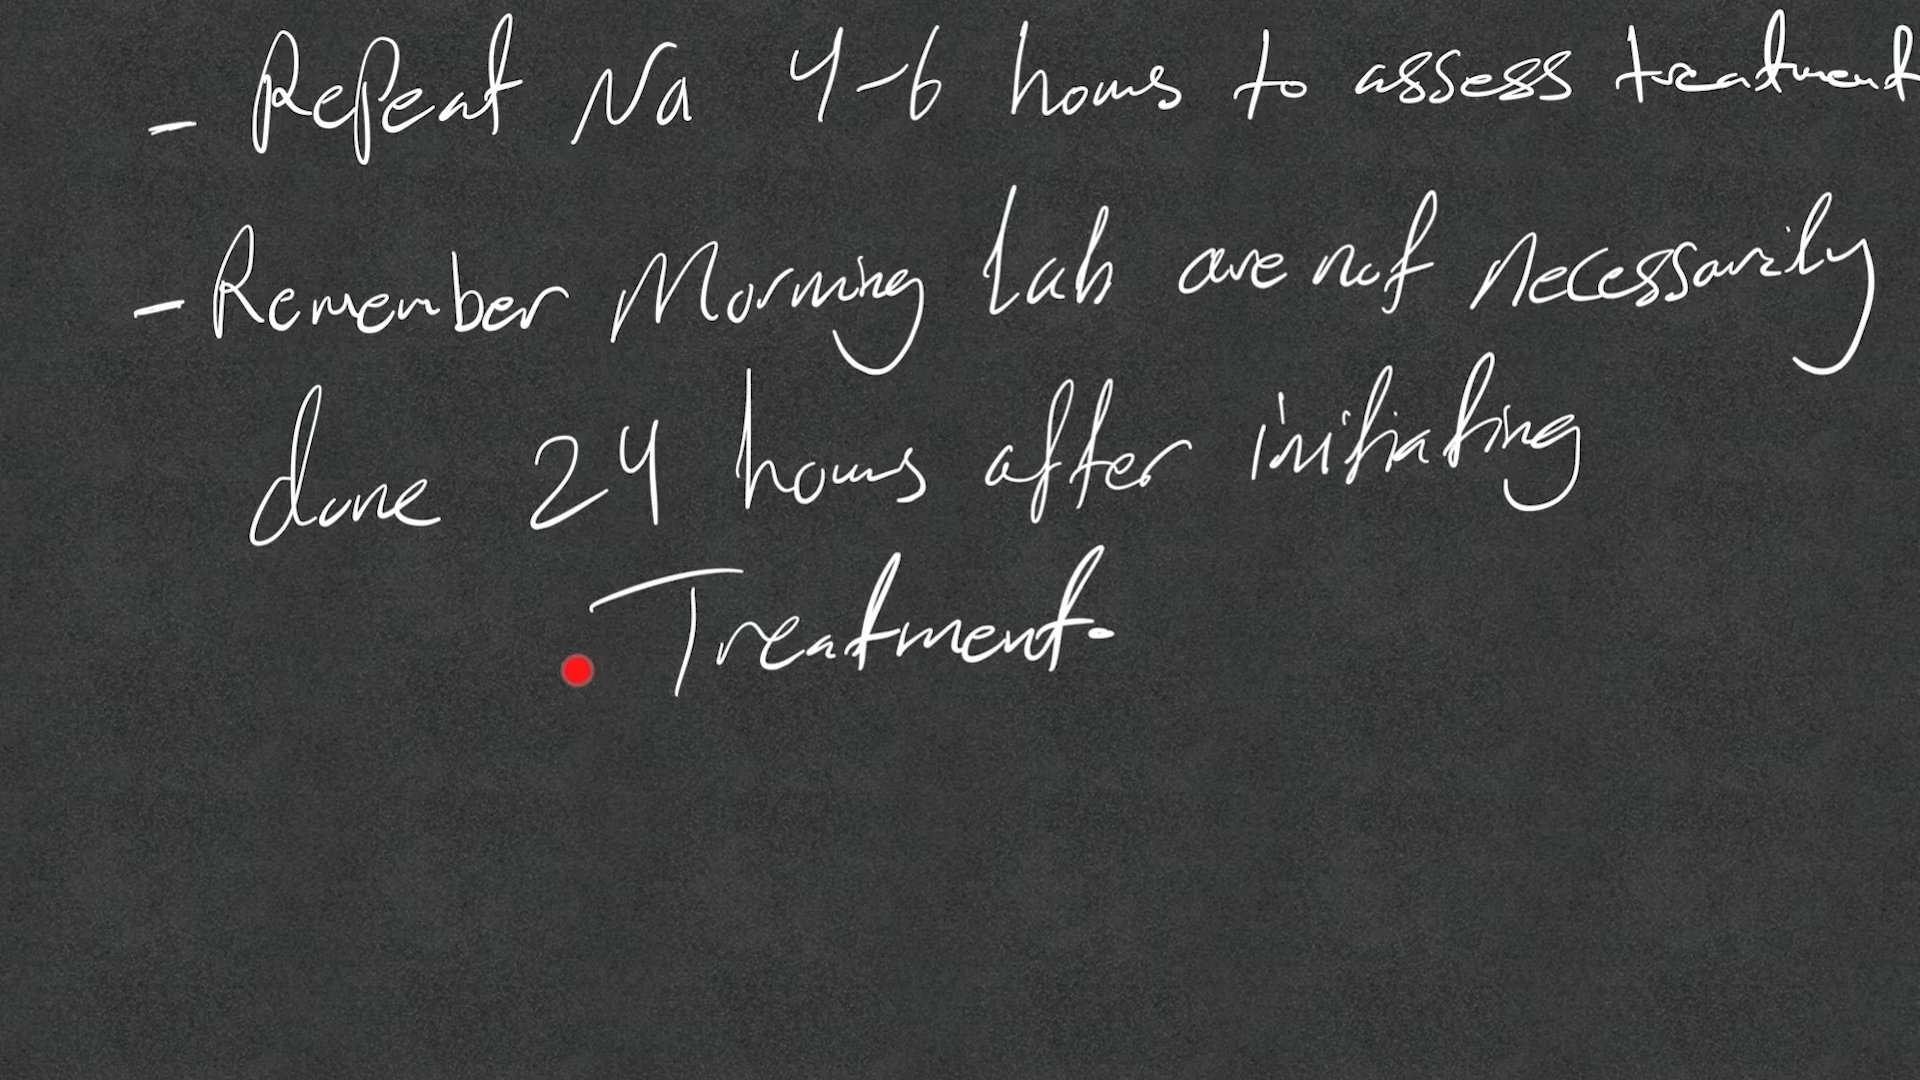 - Repeat Na 4-6 hours to assess treatment
- Remember Morning lab are not necessarily
done 24 hours after initiating
Treatment.